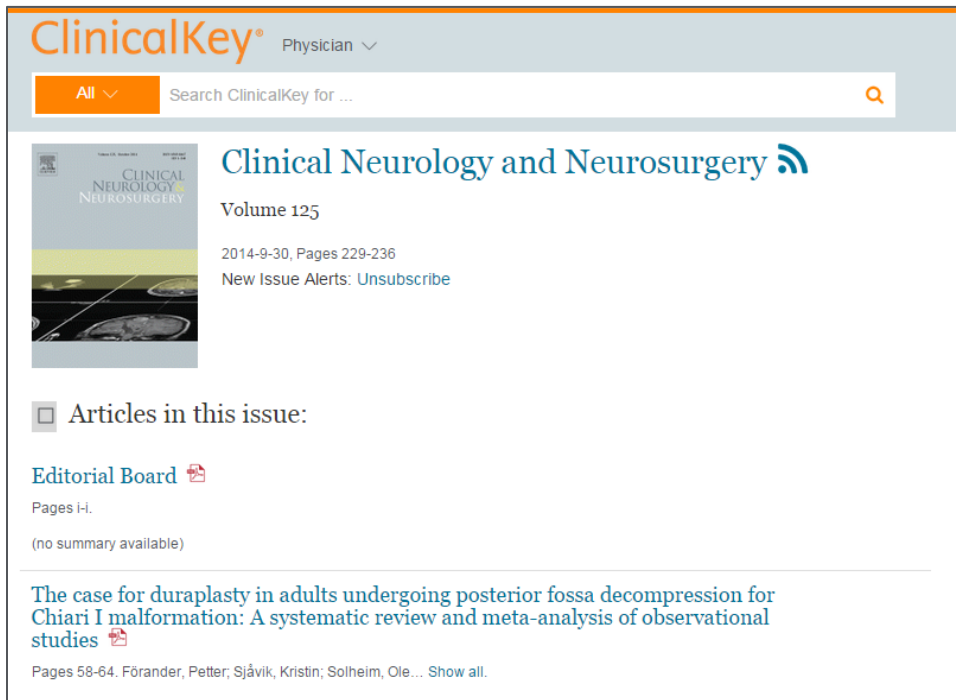 ClinicalKey®
Physician
All
Search ClinicalKey for ...
CLINICAL
NEUROLOGY&
NEUROSURGERY
Clinical Neurology and Neurosurgery
Volume 125
2014-9-30, Pages 229-236
New Issue Alerts: Unsubscribe
Articles in this issue:
Editorial Board
Pages i-i.
(no summary available)
The case for duraplasty in adults undergoing posterior fossa decompression for
Chiari I malformation: A systematic review and meta-analysis of observational
studies
Pages 58-64. Förander, Petter; Sjåvik, Kristin; Solheim, Ole... Show all.